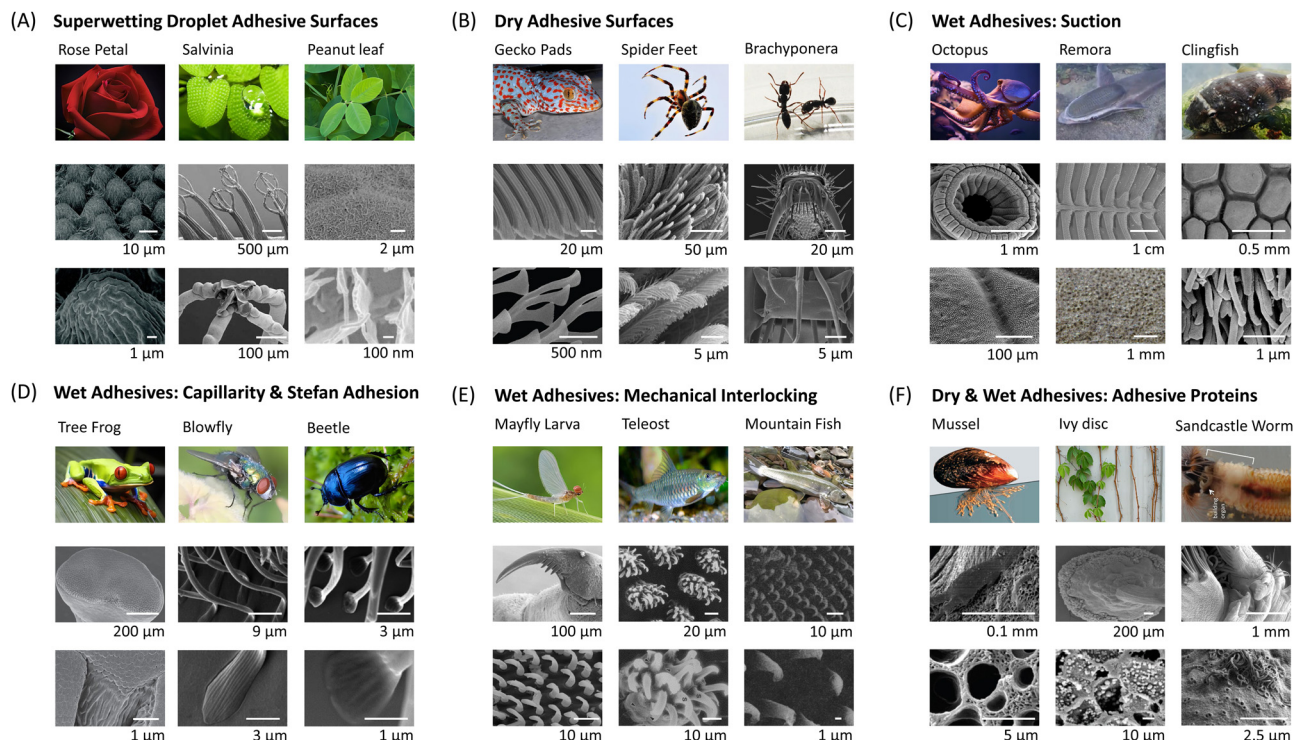 (A) Superwetting Droplet Adhesive Surfaces
Rose Petal Salvinia Peanut leaf
10 µm 500 µm 2 µm
1 µm 100 µm 100 nm
(B) Dry Adhesive Surfaces
Gecko Pads Spider Feet Brachyponera
20 µm 50 µm 20 µm
500 nm 5 µm 5 µm
(C) Wet Adhesives: Suction
Octopus Remora Clingfish
1 mm 1 cm 0.5 mm
100 µm 1 mm 1 µm
(D) Wet Adhesives: Capillarity & Stefan Adhesion
Tree Frog Blowfly Beetle
200 µm 9 µm 3 µm
1 µm 3 µm 1 µm
(E) Wet Adhesives: Mechanical Interlocking
Mayfly Larva Teleost Mountain Fish
100 µm 20 µm 10 µm
10 µm 10 µm 1 µm
(F) Dry & Wet Adhesives: Adhesive Proteins
Mussel Ivy disc Sandcastle Worm
building
organ
0.1 mm 200 µm 1 mm
5 µm 10 µm 2.5 µm